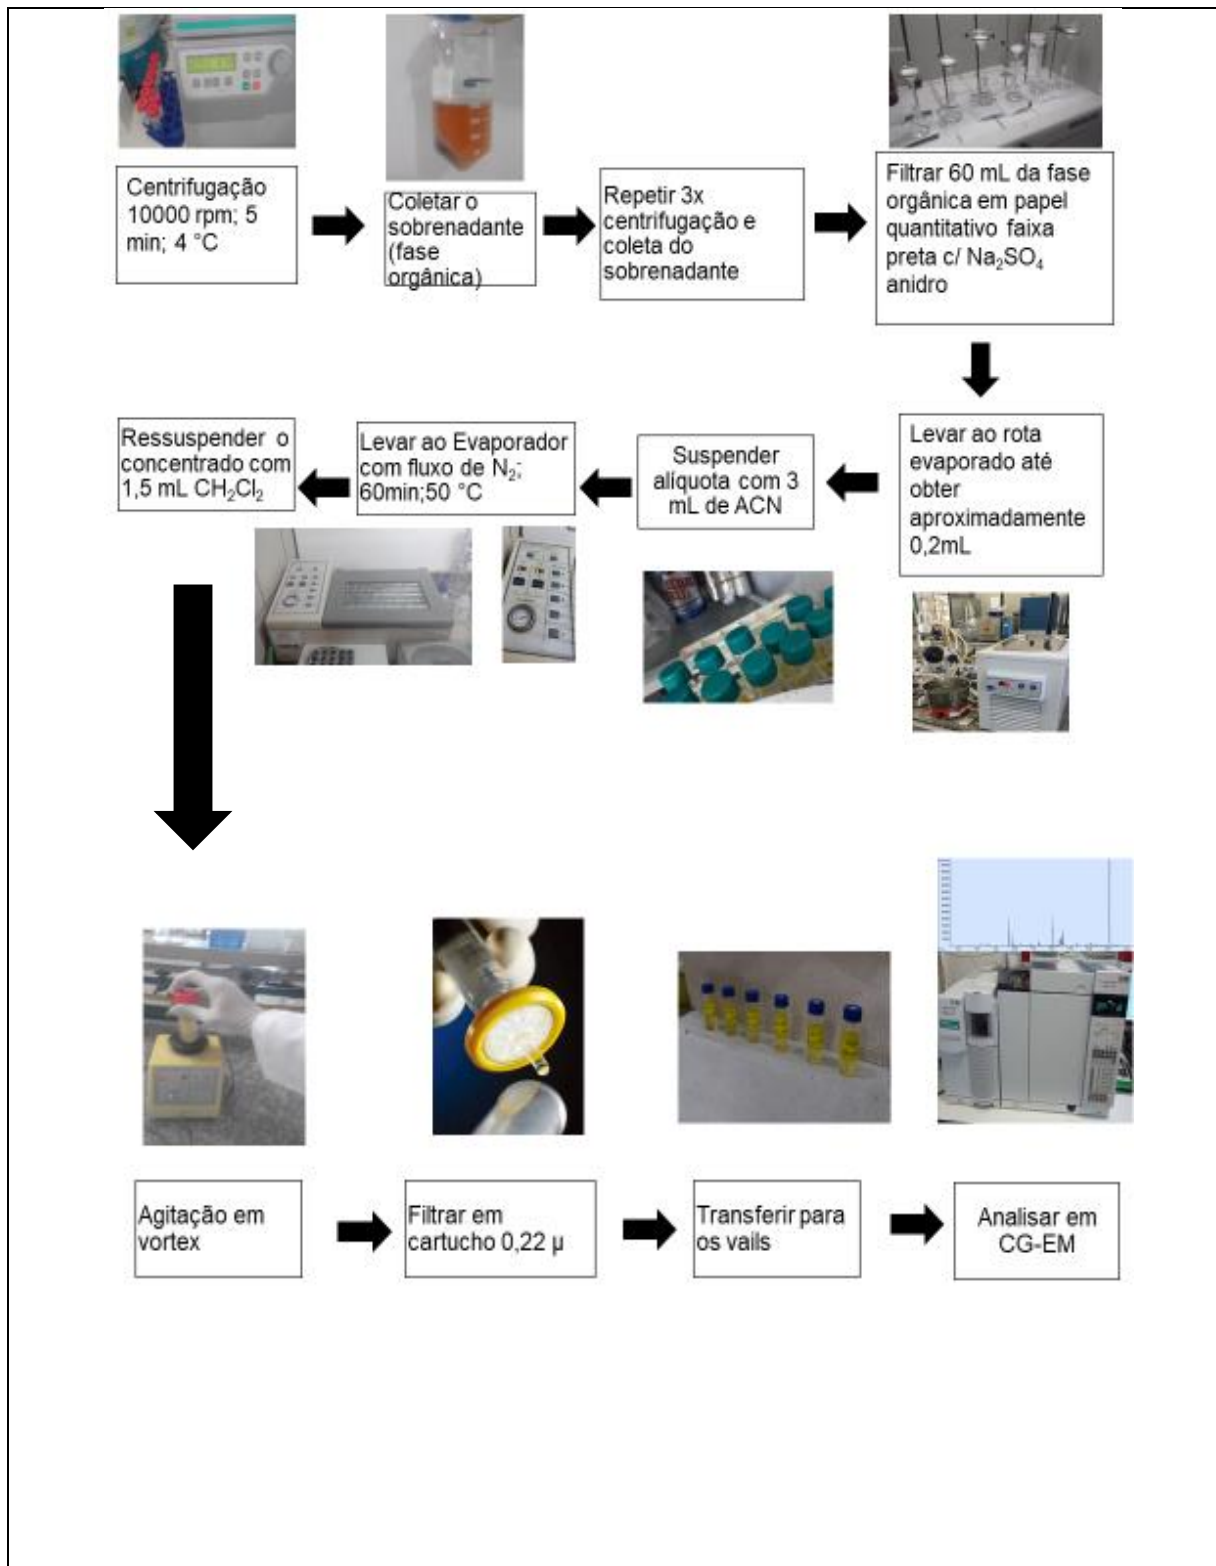 Centrifugação
10000 rpm; 5
min; 4 °C
Coletar o
sobrenadante
(fase
orgânica)
Repetir 3x
centrifugação e
coleta do
sobrenadante
Filtrar 60 mL da fase
orgânica em papel
quantitativo faixa
preta c/ Na₂SO₄
anidro
Levar ao rota
evaporado até
obter
aproximadamente
0,2mL
Suspender
alíquota com 3
mL de ACN
Levar ao Evaporador
com fluxo de N₂;
60min;50 °C
Ressuspender o
concentrado com
1,5 mL CH₂Cl₂
Agitação em
vortex
Filtrar em
cartucho 0,22 µ
Transferir para
os vails
Analisar em
CG-EM